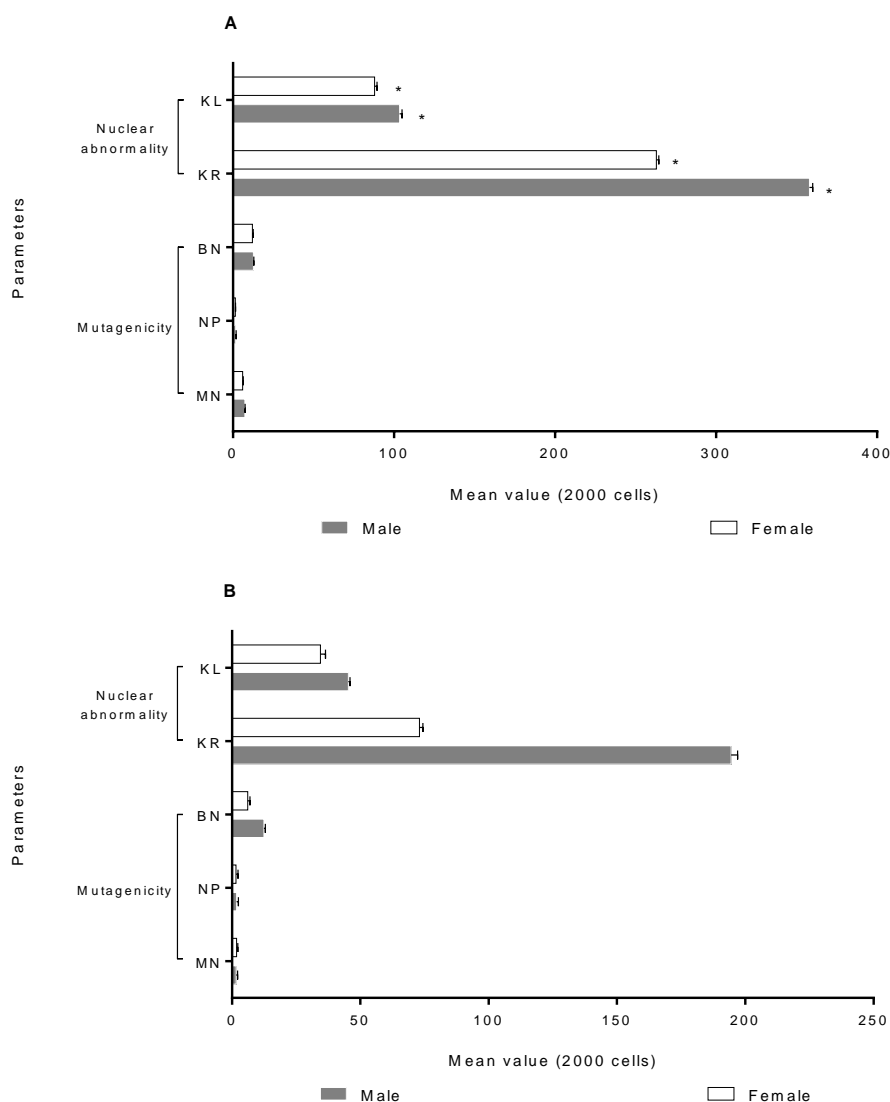 A
KL
*
*
Nuclear
abnormality
KR
*
*
BN
Mutagenicity
NP
MN
Parameters
0 100 200 300 400
Mean value (2000 cells)
Male Female
B
KL
Nuclear
abnormality
KR
BN
Mutagenicity
NP
MN
Parameters
0 50 100 150 200 250
Mean value (2000 cells)
Male Female